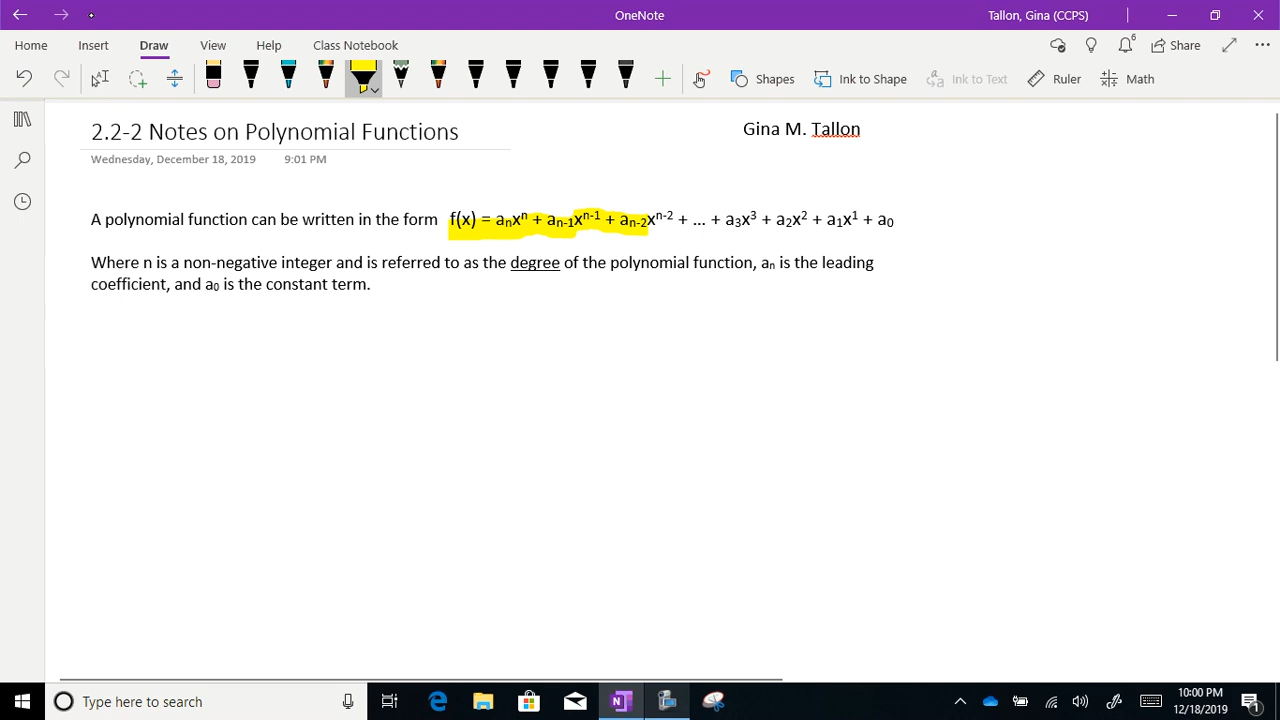 OneNote
Tallon, Gina (CCPS)
Home Insert Draw View Help Class Notebook
6
Share
Shapes Ink to Shape Ink to Text Ruler Math
2.2-2 Notes on Polynomial Functions
Gina M. Tallon
Wednesday, December 18, 2019 9:01 PM
A polynomial function can be written in the form f(x) = aₙxⁿ + aₙ₋₁xⁿ⁻¹ + aₙ₋₂xⁿ⁻² + ... + a₃x³ + a₂x² + a₁x¹ + a₀
Where n is a non-negative integer and is referred to as the degree of the polynomial function, aₙ is the leading
coefficient, and a₀ is the constant term.
Type here to search
N
10:00 PM
12/18/2019
1